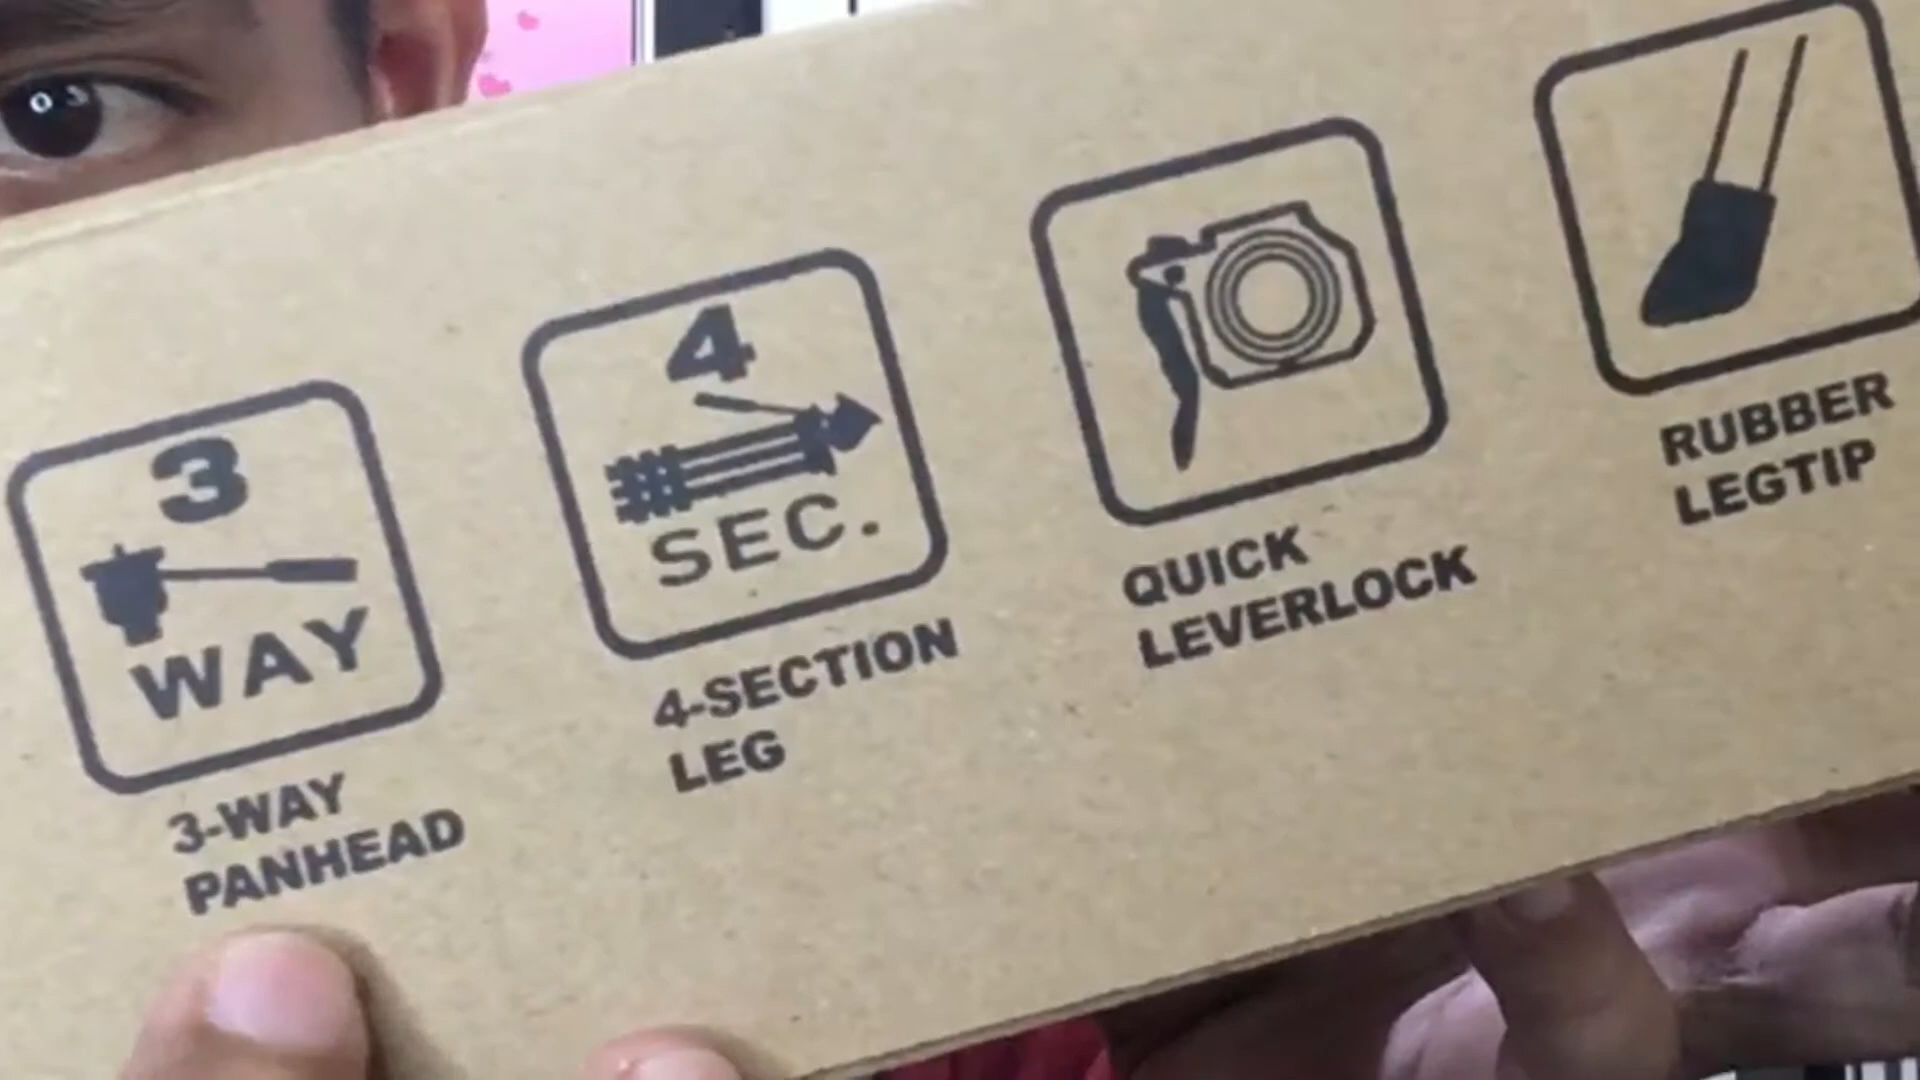 3
WAY
3-WAY
PANHEAD
4
SEC.
4-SECTION
LEG
QUICK
LEVERLOCK
RUBBER
LEGTIP